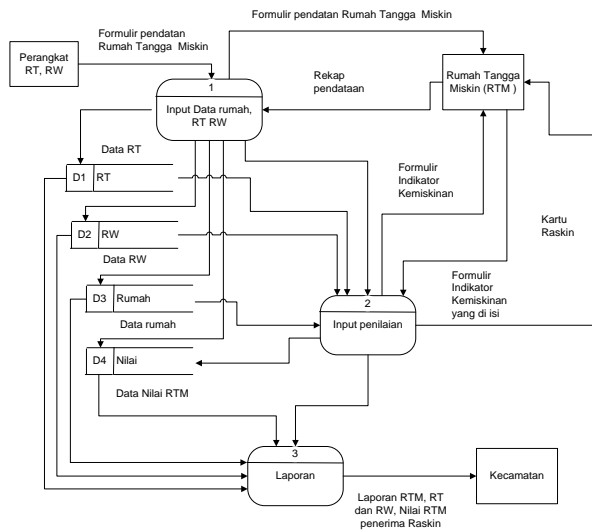 Formulir pendatan Rumah Tangga Miskin
Formulir pendatan
Rumah Tangga Miskin
Perangkat
RT, RW
1
Input Data rumah,
RT RW
Rekap
pendataan
Rumah Tangga
Miskin (RTM )
Data RT
D1 RT
Formulir
Indikator
Kemiskinan
Kartu
Raskin
D2 RW
Data RW
Formulir
Indikator
Kemiskinan
yang di isi
D3 Rumah
2
Input penilaian
Data rumah
D4 Nilai
Data Nilai RTM
3
Laporan
Kecamatan
Laporan RTM, RT
dan RW, Nilai RTM
penerima Raskin